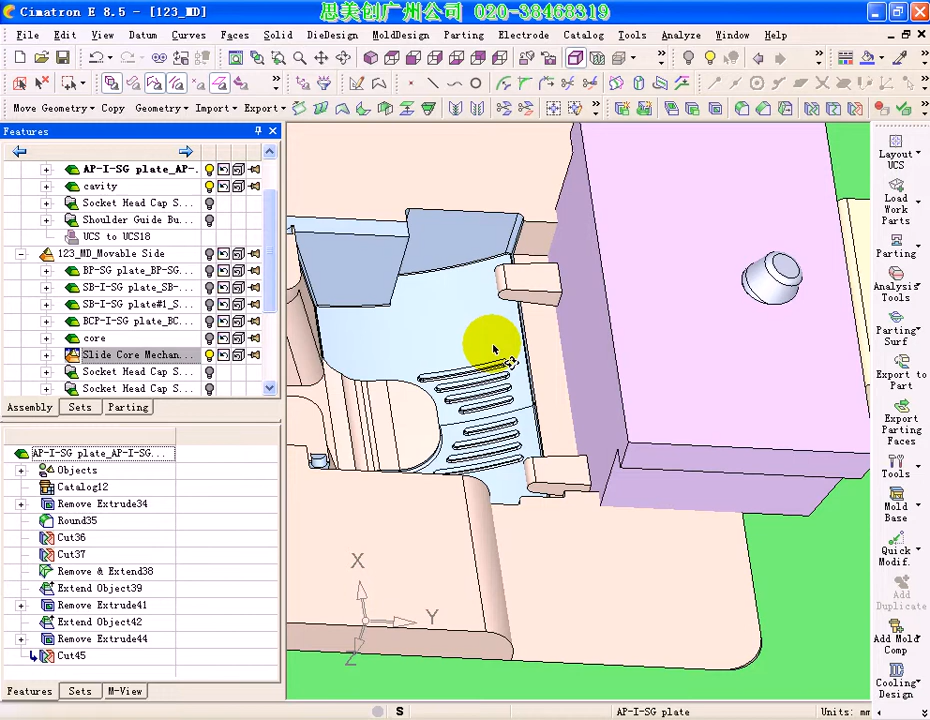 Cimatron E 8.5 - [123_MD]
思美创广州公司 020-38468319
File Edit View Datum Curves Faces Solid DieDesign MoldDesign Parting Electrode Catalog Tools Analyze Window Help
Move Geometry Copy Geometry Import Export
Features
AP-I-SG plate_AP-.
cavity
Socket Head Cap S...
Shoulder Guide Bu...
UCS to UCS18
123_MD_Movable Side
BP-SG plate_BP-SG...
SB-I-SG plate_SB-...
SB-I-SG plate#1_S...
BCP-I-SG plate_BC...
core
Slide Core Mechan...
Socket Head Cap S...
Socket Head Cap S...
Assembly Sets Parting
AP-I-SG plate_AP-I-SG...
Objects
Catalog12
Remove Extrude34
Round35
Cut36
Cut37
Remove & Extend38
Extend Object39
Remove Extrude41
Extend Object42
Remove Extrude44
Cut45
Features Sets M-View
X
Y
Z
Layout UCS
Load Work Parts
Parting
Analysis Tools
Parting Surf
Export to Part
Export Parting Faces
Tools
Mold Base
Quick Modif.
Add Duplicate
Add Mold Comp
Cooling Design
S
AP-I-SG plate
Units: